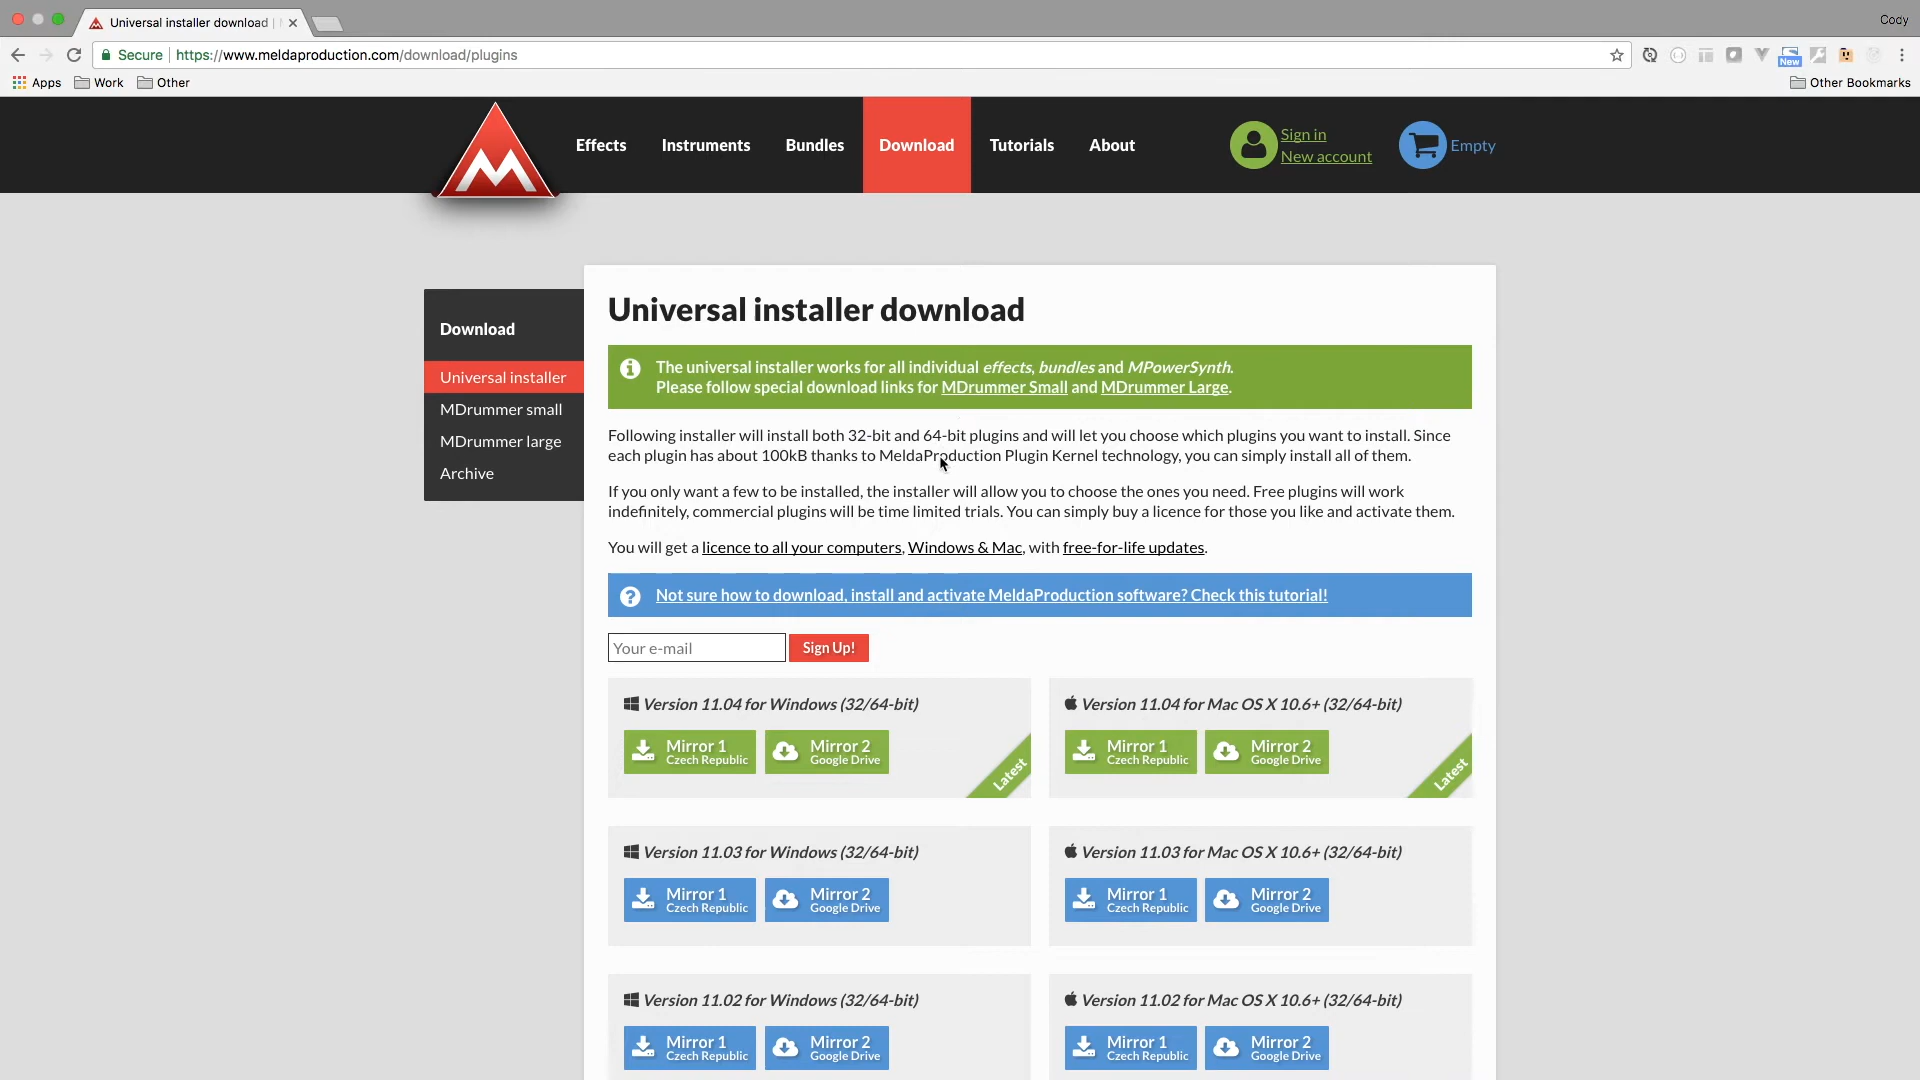 Universal installer download |
Cody
Secure
https://www.meldaproduction.com/download/plugins
New
Apps
Work
Other
Other Bookmarks
Effects
Instruments
Bundles
Download
Tutorials
About
Sign in
New account
Empty
Download
Universal installer
MDrummer small
MDrummer large
Archive
Universal installer download
The universal installer works for all individual effects, bundles and MPowerSynth.
Please follow special download links for MDrummer Small and MDrummer Large.
Following installer will install both 32-bit and 64-bit plugins and will let you choose which plugins you want to install. Since
each plugin has about 100kB thanks to MeldaProduction Plugin Kernel technology, you can simply install all of them.
If you only want a few to be installed, the installer will allow you to choose the ones you need. Free plugins will work
indefinitely, commercial plugins will be time limited trials. You can simply buy a licence for those you like and activate them.
You will get a licence to all your computers, Windows & Mac, with free-for-life updates.
Not sure how to download, install and activate MeldaProduction software? Check this tutorial!
Your e-mail
Sign Up!
Version 11.04 for Windows (32/64-bit)
Mirror 1
Czech Republic
Mirror 2
Google Drive
Latest
Version 11.04 for Mac OS X 10.6+ (32/64-bit)
Mirror 1
Czech Republic
Mirror 2
Google Drive
Latest
Version 11.03 for Windows (32/64-bit)
Mirror 1
Czech Republic
Mirror 2
Google Drive
Version 11.03 for Mac OS X 10.6+ (32/64-bit)
Mirror 1
Czech Republic
Mirror 2
Google Drive
Version 11.02 for Windows (32/64-bit)
Mirror 1
Czech Republic
Mirror 2
Google Drive
Version 11.02 for Mac OS X 10.6+ (32/64-bit)
Mirror 1
Czech Republic
Mirror 2
Google Drive